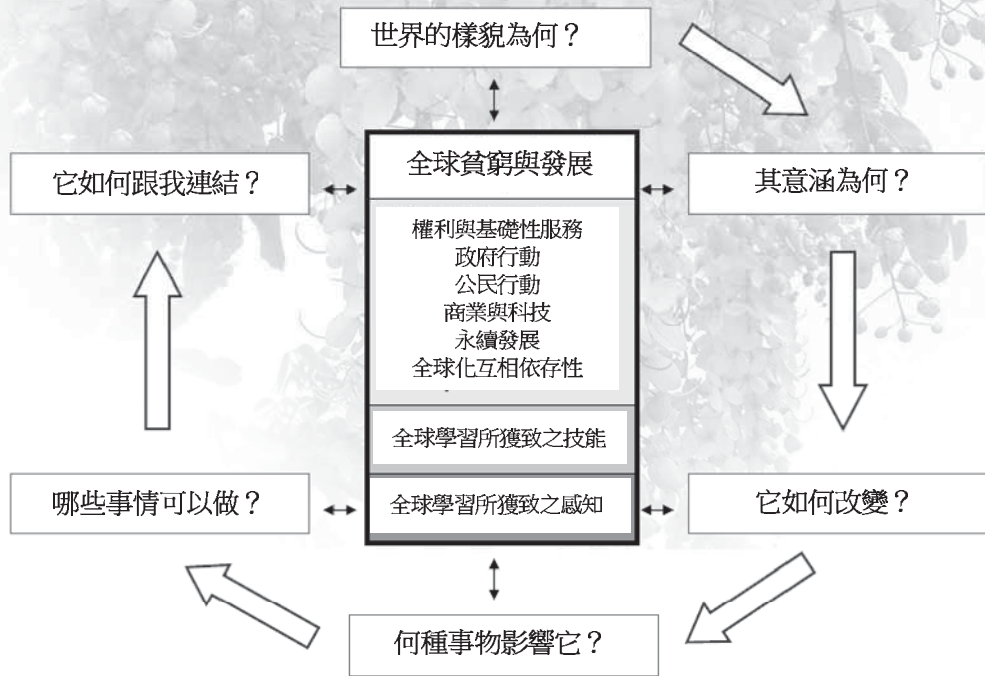 世界的樣貌為何？
全球貧窮與發展
它如何跟我連結？
其意涵為何？
權利與基礎性服務
政府行動
公民行動
商業與科技
永續發展
全球化互相依存性
全球學習所獲致之技能
全球學習所獲致之感知
哪些事情可以做？
它如何改變？
何種事物影響它？